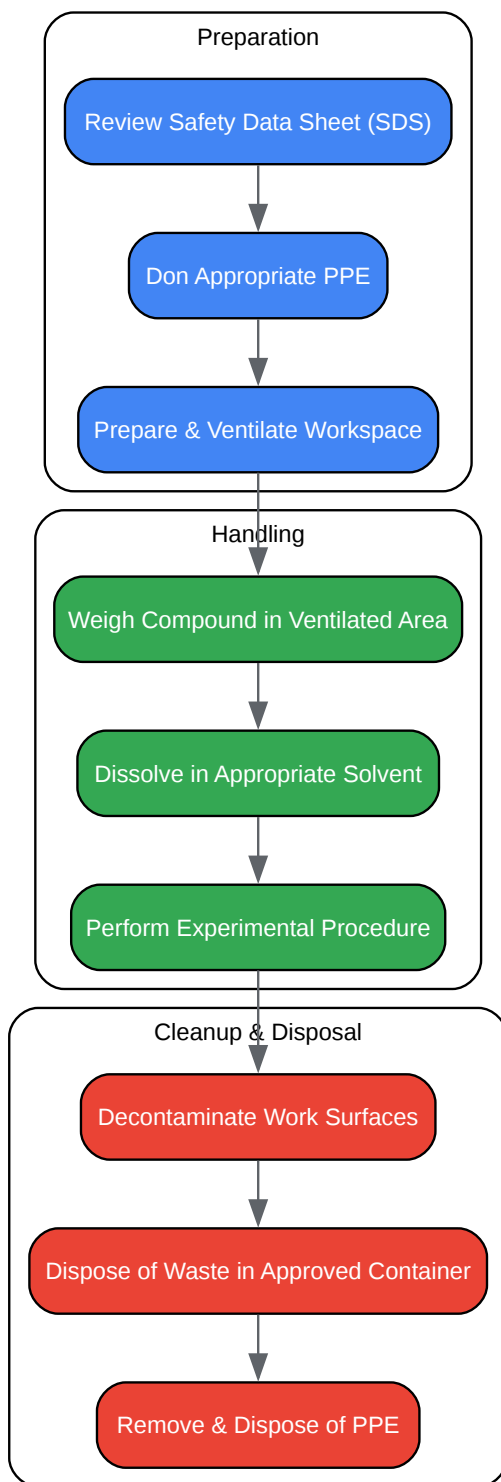 Preparation
Review Safety Data Sheet (SDS)
Don Appropriate PPE
Prepare & Ventilate Workspace
Handling
Weigh Compound in Ventilated Area
Dissolve in Appropriate Solvent
Perform Experimental Procedure
Cleanup & Disposal
Decontaminate Work Surfaces
Dispose of Waste in Approved Container
Remove & Dispose of PPE